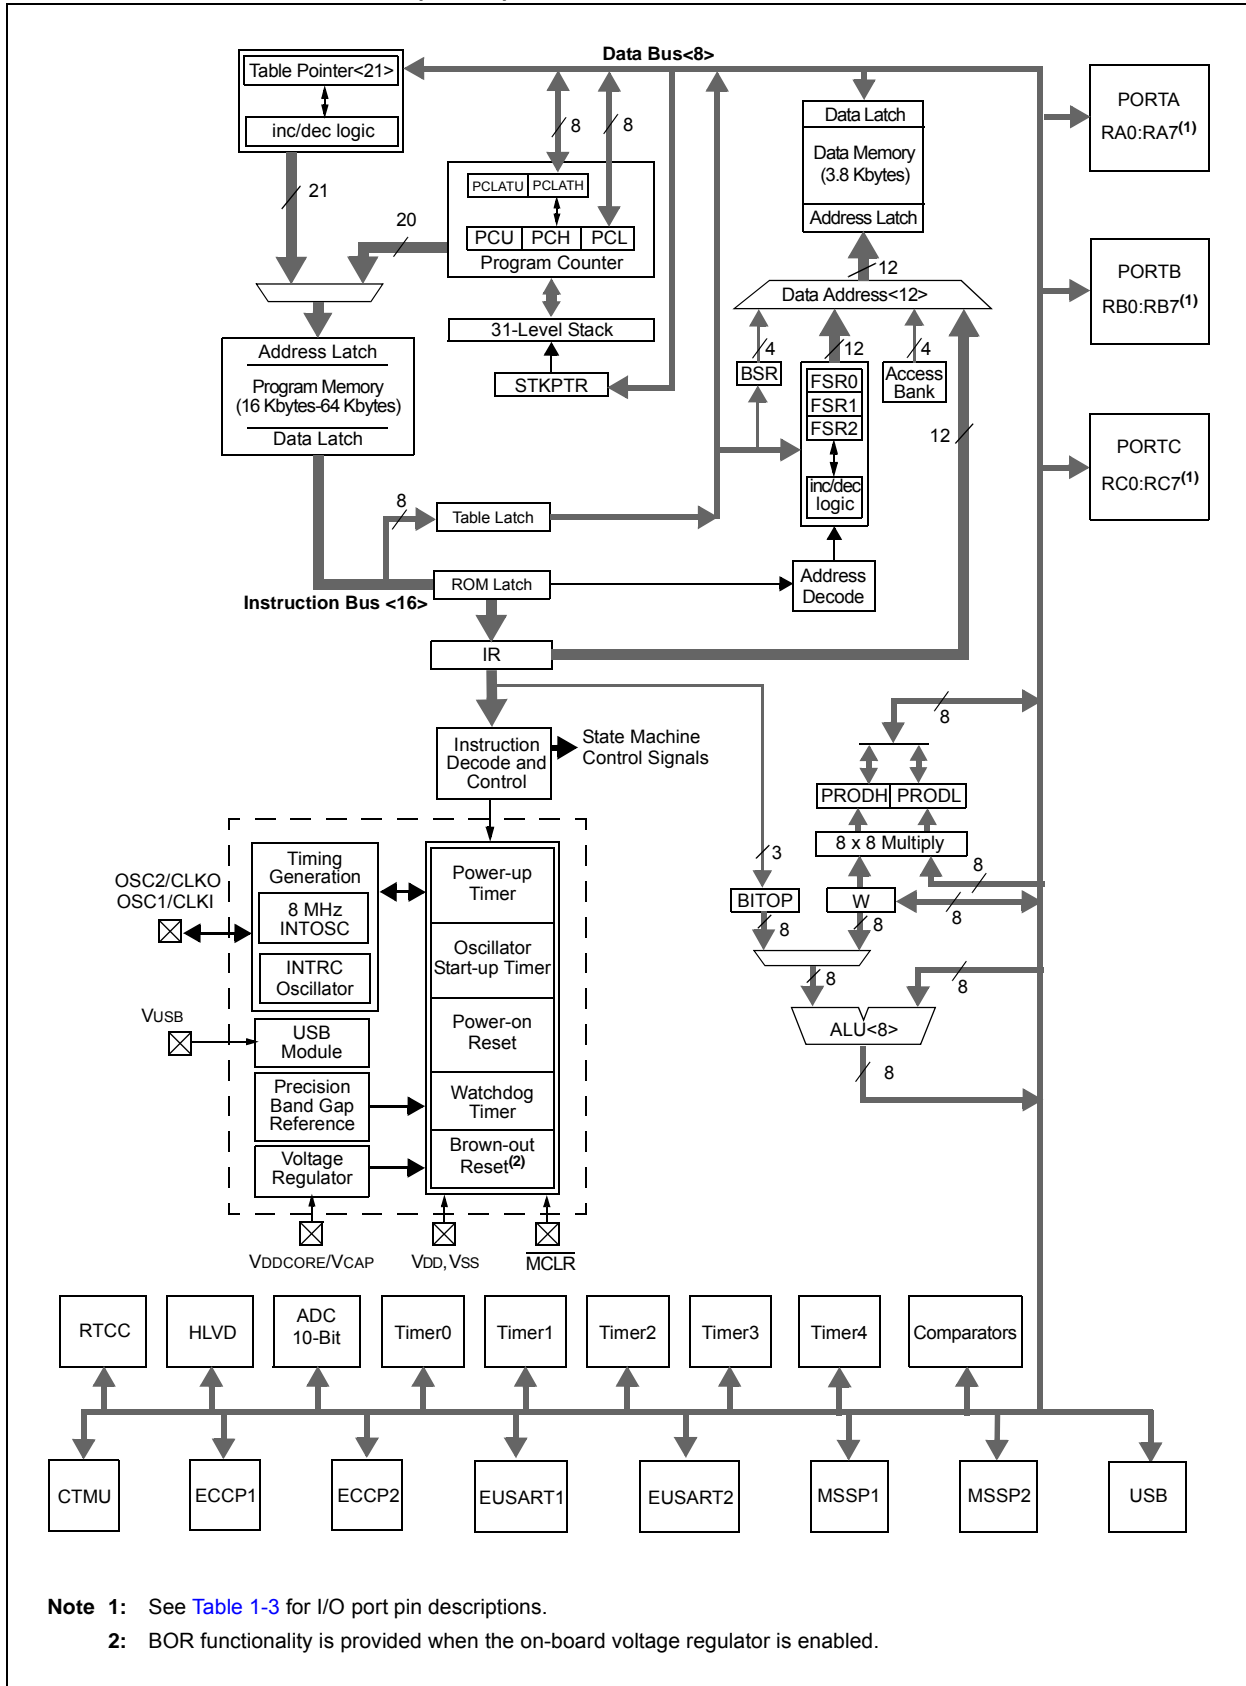 Data Bus<8>
Table Pointer<21>
inc/dec logic
21
20
8
8
PCLATU
PCLATH
PCU
PCH
PCL
Program Counter
31-Level Stack
STKPTR
Data Latch
Data Memory
(3.8 Kbytes)
Address Latch
12
Data Address<12>
4
12
4
BSR
FSR0
FSR1
FSR2
inc/dec
logic
Access
Bank
12
Address
Decode
PORTA
RA0:RA7(1)
PORTB
RB0:RB7(1)
PORTC
RC0:RC7(1)
Address Latch
Program Memory
(16 Kbytes-64 Kbytes)
Data Latch
8
Table Latch
ROM Latch
Instruction Bus <16>
IR
Instruction
Decode and
Control
State Machine
Control Signals
8
PRODH
PRODL
8 x 8 Multiply
3
8
BITOP
W
8
8
8
8
8
ALU<8>
8
OSC2/CLKO
OSC1/CLKI
Timing
Generation
8 MHz
INTOSC
INTRC
Oscillator
VUSB
USB
Module
Precision
Band Gap
Reference
Voltage
Regulator
Power-up
Timer
Oscillator
Start-up Timer
Power-on
Reset
Watchdog
Timer
Brown-out
Reset(2)
VDDCORE/VCAP
VDD, VSS
MCLR
RTCC
HLVD
ADC
10-Bit
Timer0
Timer1
Timer2
Timer3
Timer4
Comparators
CTMU
ECCP1
ECCP2
EUSART1
EUSART2
MSSP1
MSSP2
USB
Note 1: See Table 1-3 for I/O port pin descriptions.
2: BOR functionality is provided when the on-board voltage regulator is enabled.